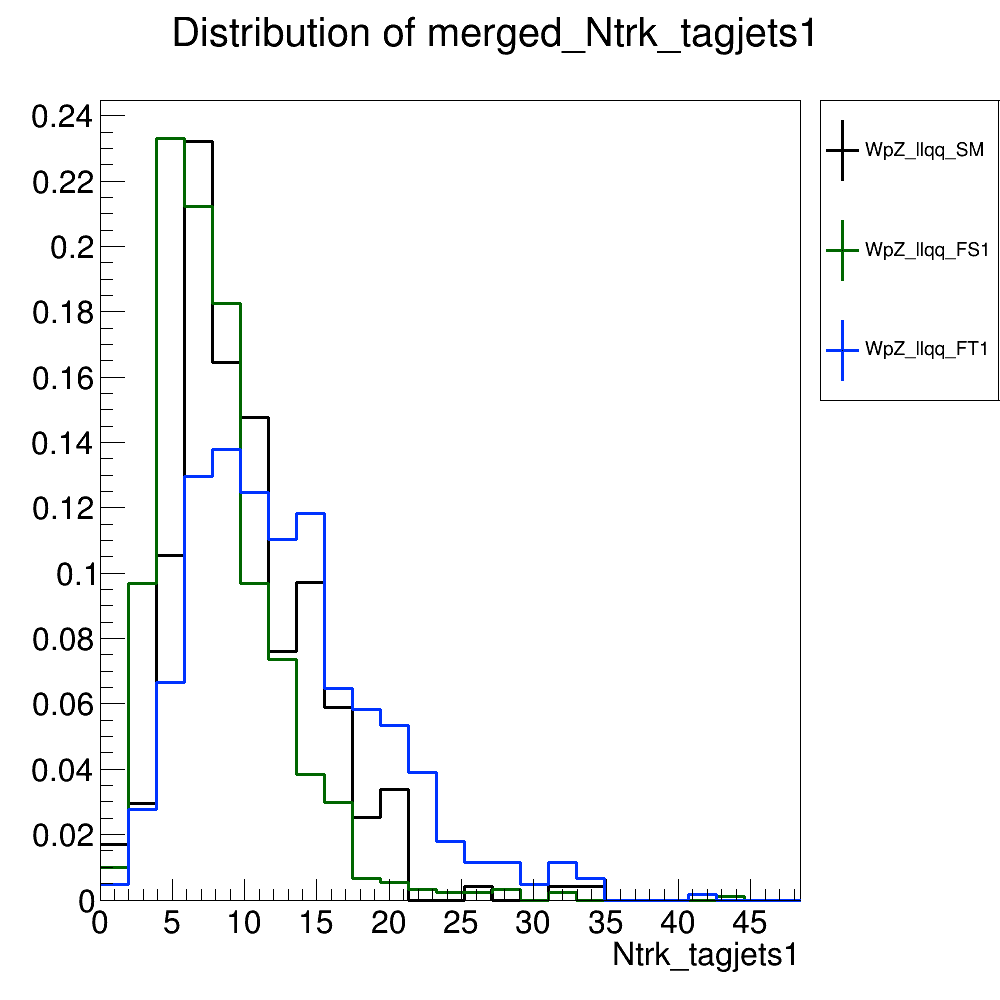 Distribution of merged_Ntrk_tagjets1
0.24
0.22
0.2
0.18
0.16
0.14
0.12
0.1
0.08
0.06
0.04
0.02
0
0 5 10 15 20 25 30 35 40 45
Ntrk_tagjets1
WpZ_llqq_SM
WpZ_llqq_FS1
WpZ_llqq_FT1